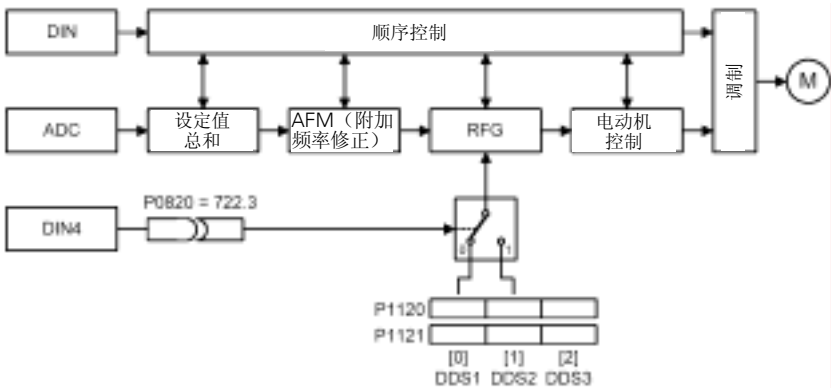 DIN
顺序控制
调制
M
ADC
设定值
总和
AFM（附加
频率修正）
RFG
电动机
控制
DIN4
P0820 = 722.3
0
1
P1120
P1121
[0] [1] [2]
DDS1 DDS2 DDS3